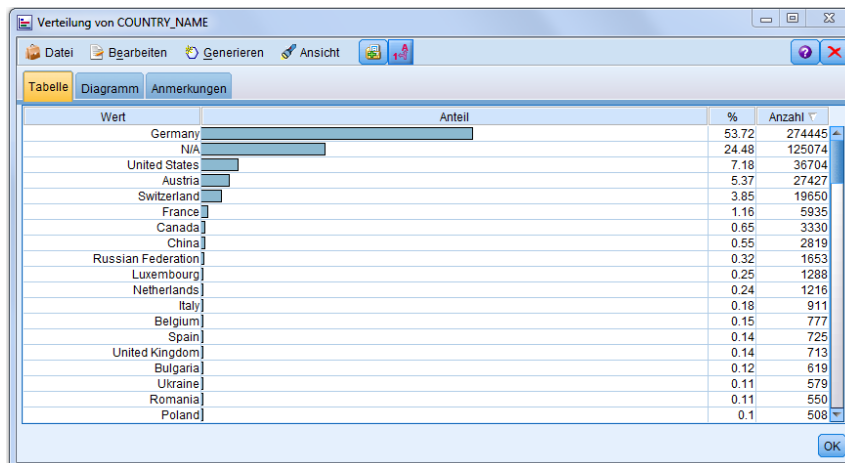 Verteilung von COUNTRY_NAME
Datei Bearbeiten Generieren Ansicht
Tabelle Diagramm Anmerkungen
Wert Anteil % Anzahl
Germany 53.72 274445
N/A 24.48 125074
United States 7.18 36704
Austria 5.37 27427
Switzerland 3.85 19650
France 1.16 5935
Canada 0.65 3330
China 0.55 2819
Russian Federation 0.32 1653
Luxembourg 0.25 1288
Netherlands 0.24 1216
Italy 0.18 911
Belgium 0.15 777
Spain 0.14 725
United Kingdom 0.14 713
Bulgaria 0.12 619
Ukraine 0.11 579
Romania 0.11 550
Poland 0.1 508
OK